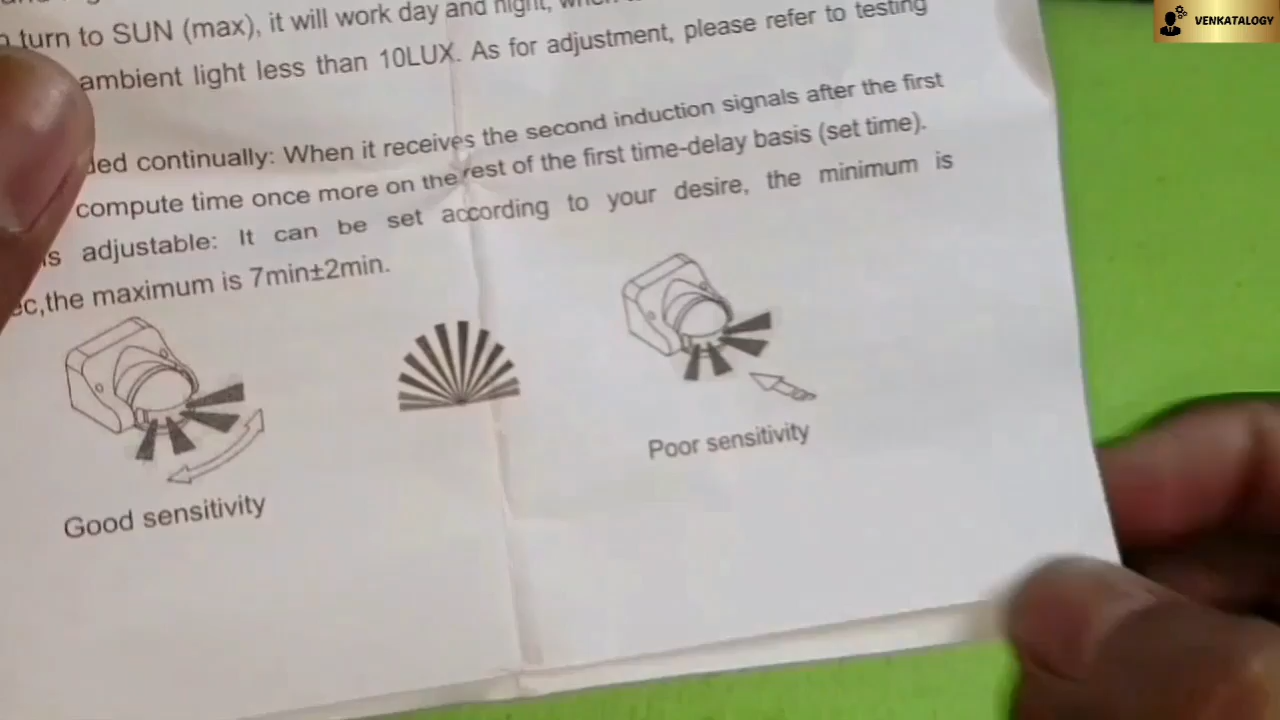 VENKATALOGY
turn to SUN (max), it will work day and night,
ambient light less than 10LUX. As for adjustment, please refer to testing
ded continually: When it receives the second induction signals after the first
compute time once more on the rest of the first time-delay basis (set time).
is adjustable: It can be set according to your desire, the minimum is
ec,the maximum is 7min±2min.
Good sensitivity
Poor sensitivity